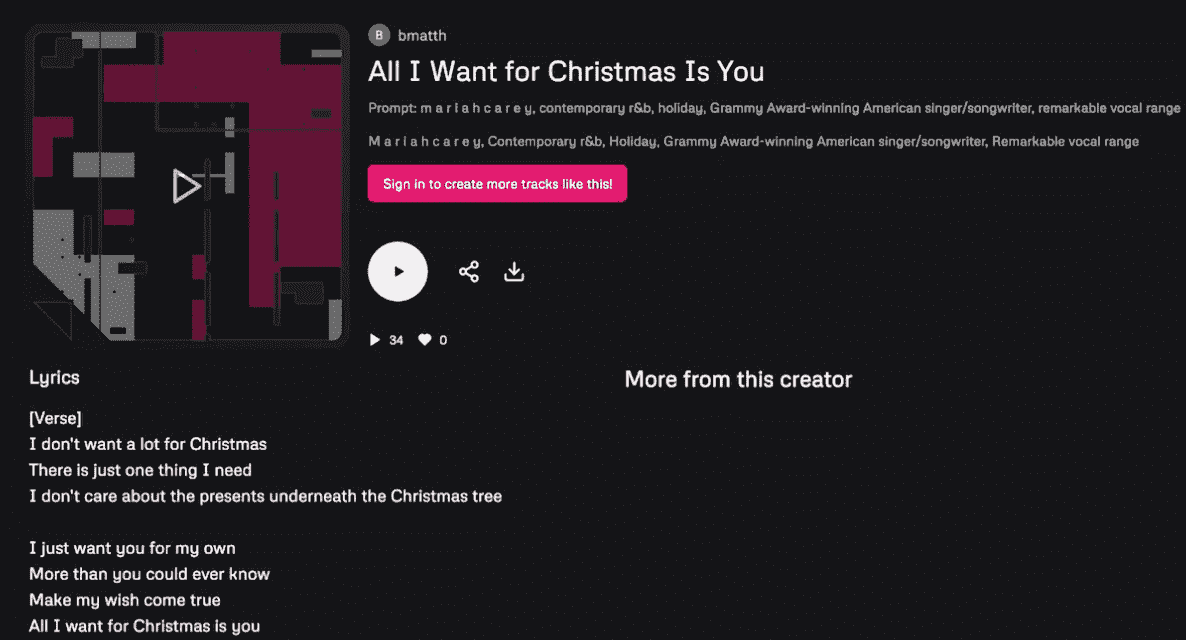 B bmatth
All I Want for Christmas Is You
Prompt: m a r i a h c a r e y, contemporary r&b, holiday, Grammy Award-winning American singer/songwriter, remarkable vocal range
M a r i a h c a r e y, Contemporary r&b, Holiday, Grammy Award-winning American singer/songwriter, Remarkable vocal range
Sign in to create more tracks like this!
34 0
Lyrics
[Verse]
I don't want a lot for Christmas
There is just one thing I need
I don't care about the presents underneath the Christmas tree
I just want you for my own
More than you could ever know
Make my wish come true
All I want for Christmas is you
More from this creator